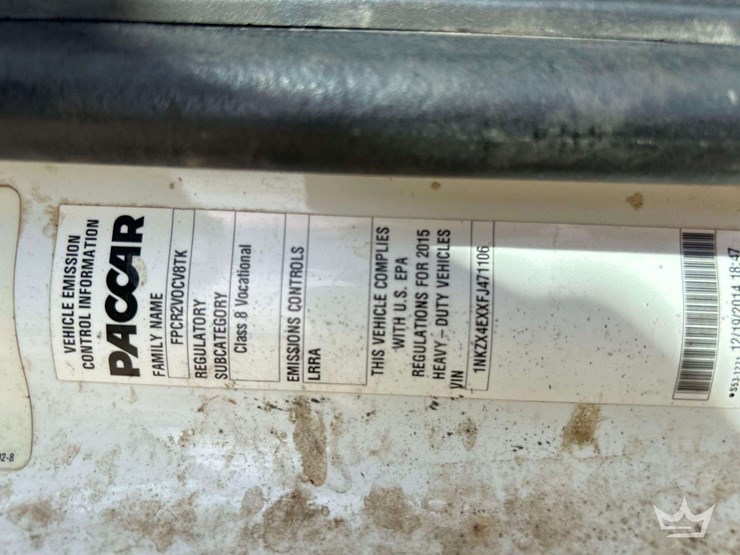 VEHICLE EMISSION
CONTROL INFORMATION
PACCAR
FAMILY NAME
FPCR2VOCV8TK
REGULATORY
SUBCATEGORY
Class 8 Vocational
EMISSIONS CONTROLS
LRRA
THIS VEHICLE COMPLIES
WITH U.S. EPA
REGULATIONS FOR 2015
HEAVY-DUTY VEHICLES
VIN
1NKZX4EXXFJ471106
12/19/2014 18:47